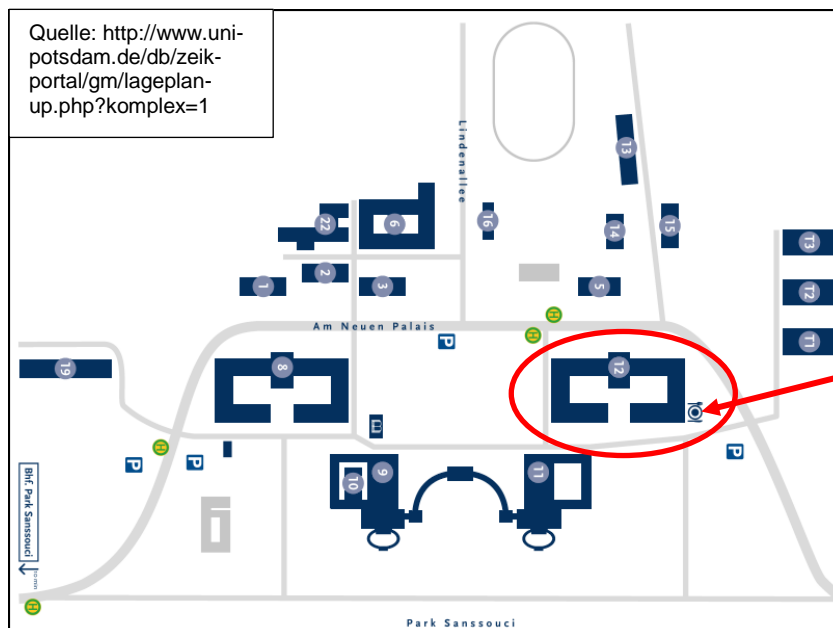 Quelle: http://www.uni-
potsdam.de/db/zeik-
portal/gm/lageplan-
up.php?komplex=1
Lindenallee
13
22
6
16
14
15
T3
1
2
3
5
T2
Am Neuen Palais
T1
P
H
H
19
8
12
H
P
P
P
10
9
11
Bhf. Park Sanssouci
H
Park Sanssouci